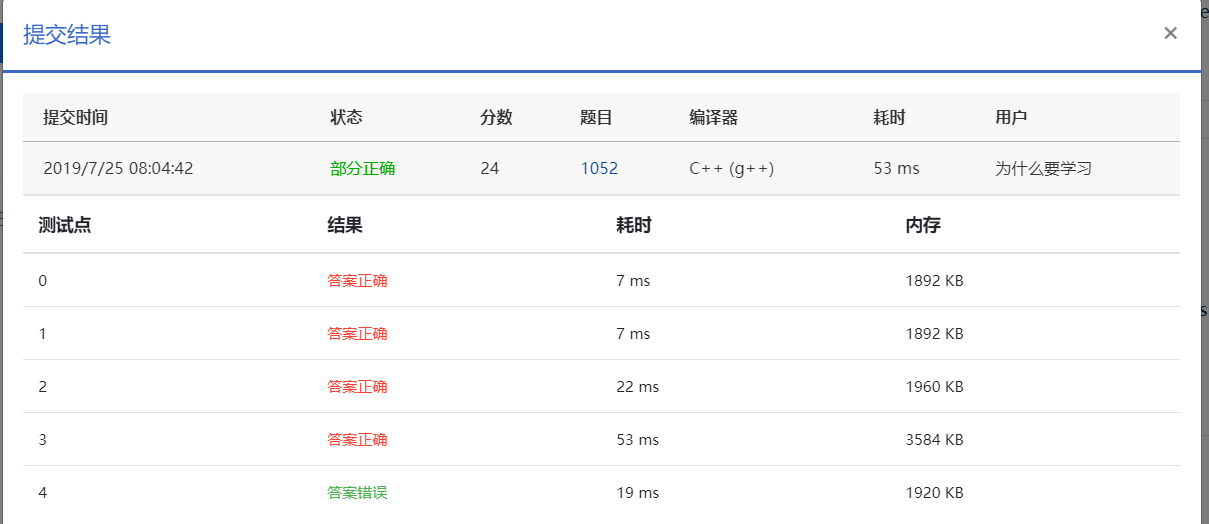 提交结果 ×
提交时间 状态 分数 题目 编译器 耗时 用户
2019/7/25 08:04:42 部分正确 24 1052 C++ (g++) 53 ms 为什么要学习
测试点 结果 耗时 内存
0 答案正确 7 ms 1892 KB
1 答案正确 7 ms 1892 KB
2 答案正确 22 ms 1960 KB
3 答案正确 53 ms 3584 KB
4 答案错误 19 ms 1920 KB